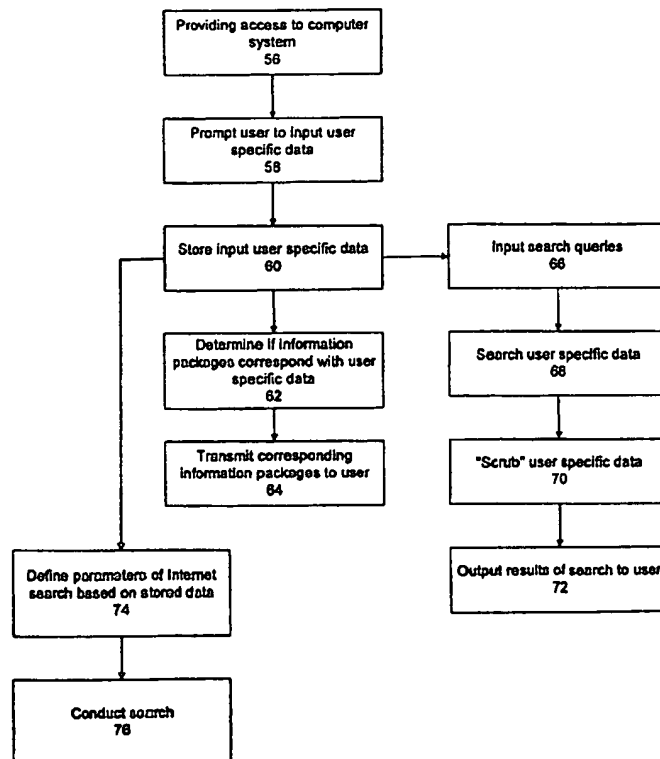 Providing access to computer
system
56
Prompt user to input user
specific data
58
Store input user specific data
60
Input search queries
66
Determine if information
packages correspond with user
specific data
62
Search user specific data
68
Transmit corresponding
information packages to user
64
"Scrub" user specific data
70
Define parameters of Internet
search based on stored data
74
Output results of search to user
72
Conduct search
76